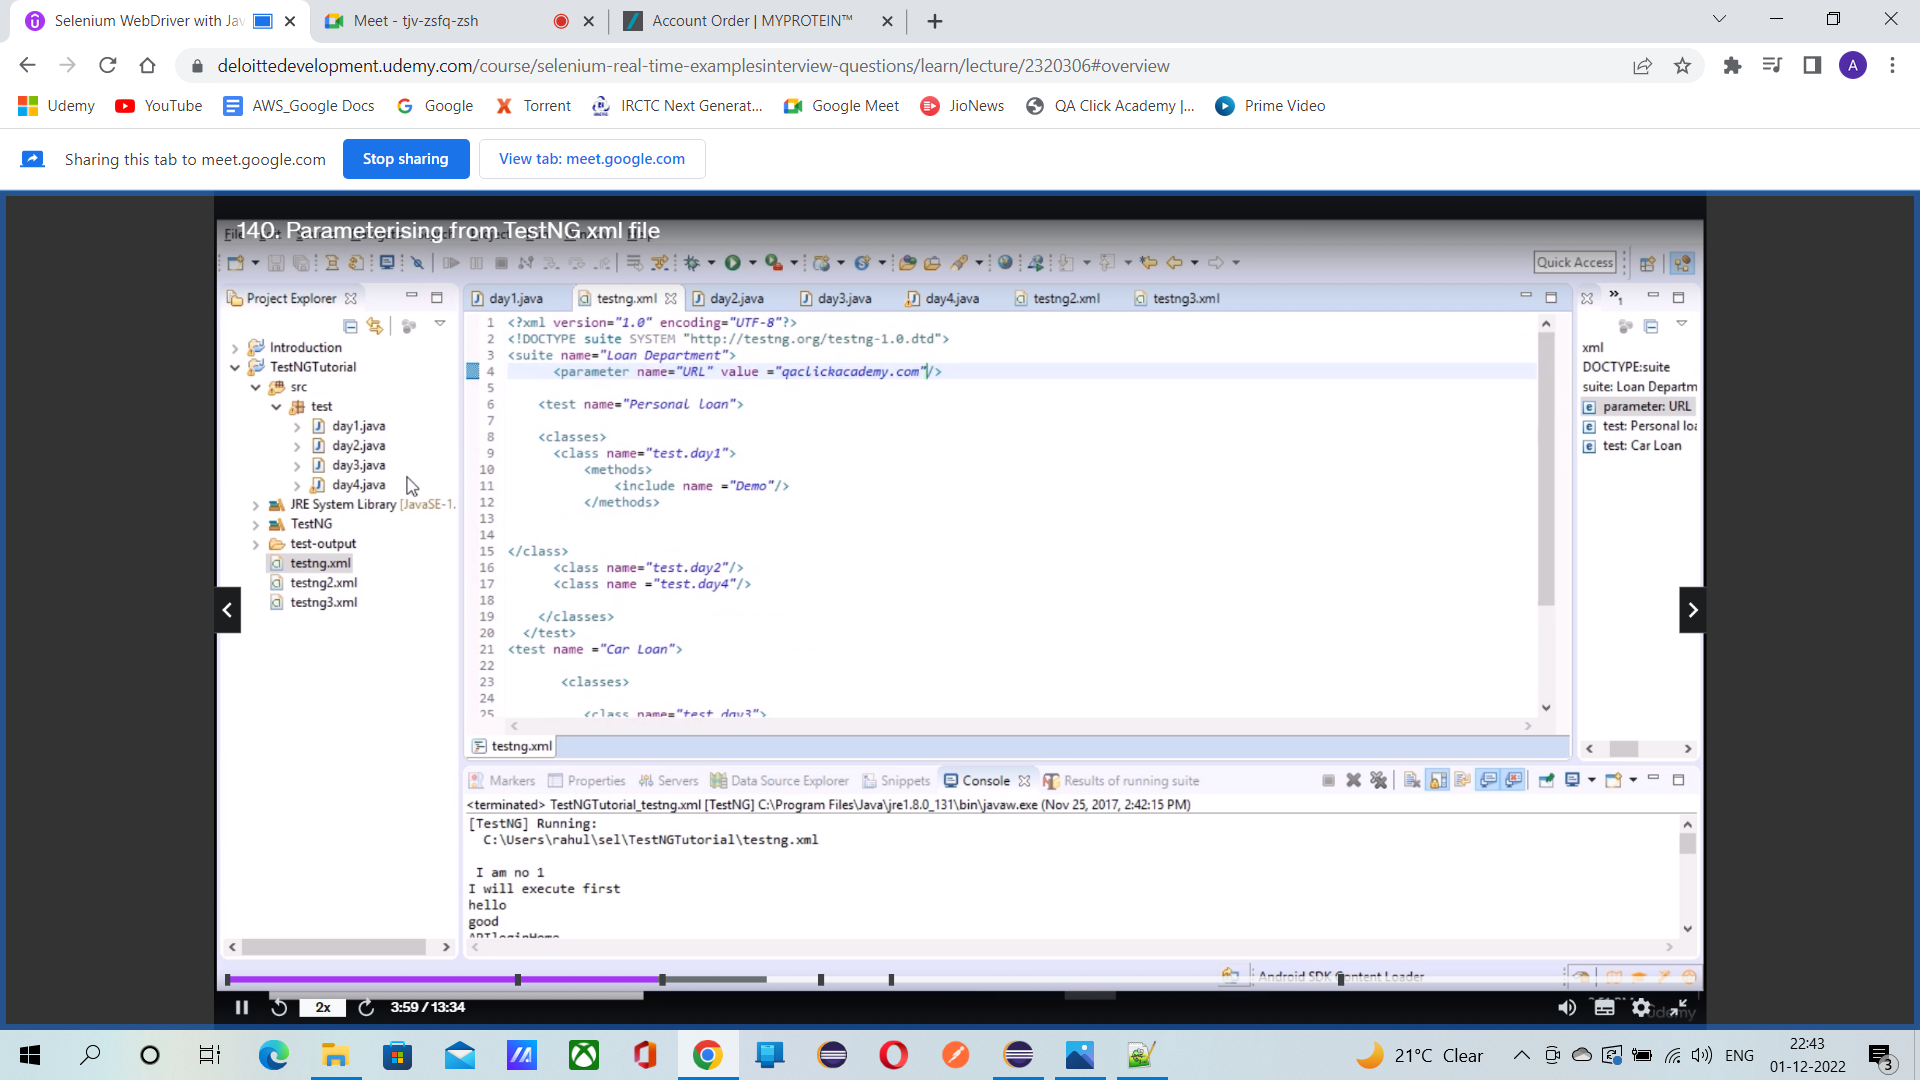 Selenium WebDriver with Jav
Meet - tjv-zsfq-zsh
Account Order | MYPROTEIN™
deloittedevelopment.udemy.com/course/selenium-real-time-examplesinterview-questions/learn/lecture/2320306#overview
A
Udemy
YouTube
AWS_Google Docs
Google
Torrent
IRCTC Next Generat...
Google Meet
JioNews
QA Click Academy |...
Prime Video
Sharing this tab to meet.google.com
Stop sharing
View tab: meet.google.com
140. Parameterising from TestNG xml file
Quick Access
Project Explorer
day1.java
testng.xml
day2.java
day3.java
day4.java
testng2.xml
testng3.xml
Introduction
TestNGTutorial
src
test
day1.java
day2.java
day3.java
day4.java
JRE System Library [JavaSE-1.
TestNG
test-output
testng.xml
testng2.xml
testng3.xml
1 <?xml version="1.0" encoding="UTF-8"?>
2 <!DOCTYPE suite SYSTEM "http://testng.org/testng-1.0.dtd">
3 <suite name="Loan Department">
4 <parameter name="URL" value ="qaclickacademy.com"/>
5
6 <test name="Personal loan">
7
8 <classes>
9 <class name="test.day1">
10 <methods>
11 <include name ="Demo"/>
12 </methods>
13
14
15 </class>
16 <class name="test.day2"/>
17 <class name ="test.day4"/>
18
19 </classes>
20 </test>
21 <test name ="Car Loan">
22
23 <classes>
24
25 <class name="test.day3">
testng.xml
xml
DOCTYPE:suite
suite: Loan Departm
parameter: URL
test: Personal loa
test: Car Loan
Markers
Properties
Servers
Data Source Explorer
Snippets
Console
Results of running suite
<terminated> TestNGTutorial_testng.xml [TestNG] C:\Program Files\Java\jre1.8.0_131\bin\javaw.exe (Nov 25, 2017, 2:42:15 PM)
[TestNG] Running:
C:\Users\rahul\sel\TestNGTutorial\testng.xml
I am no 1
I will execute first
hello
good
APIloginHome
Android SDK Content Loader
2x
3:59 / 13:34
Udemy
21°C Clear
ENG
22:43
01-12-2022
3